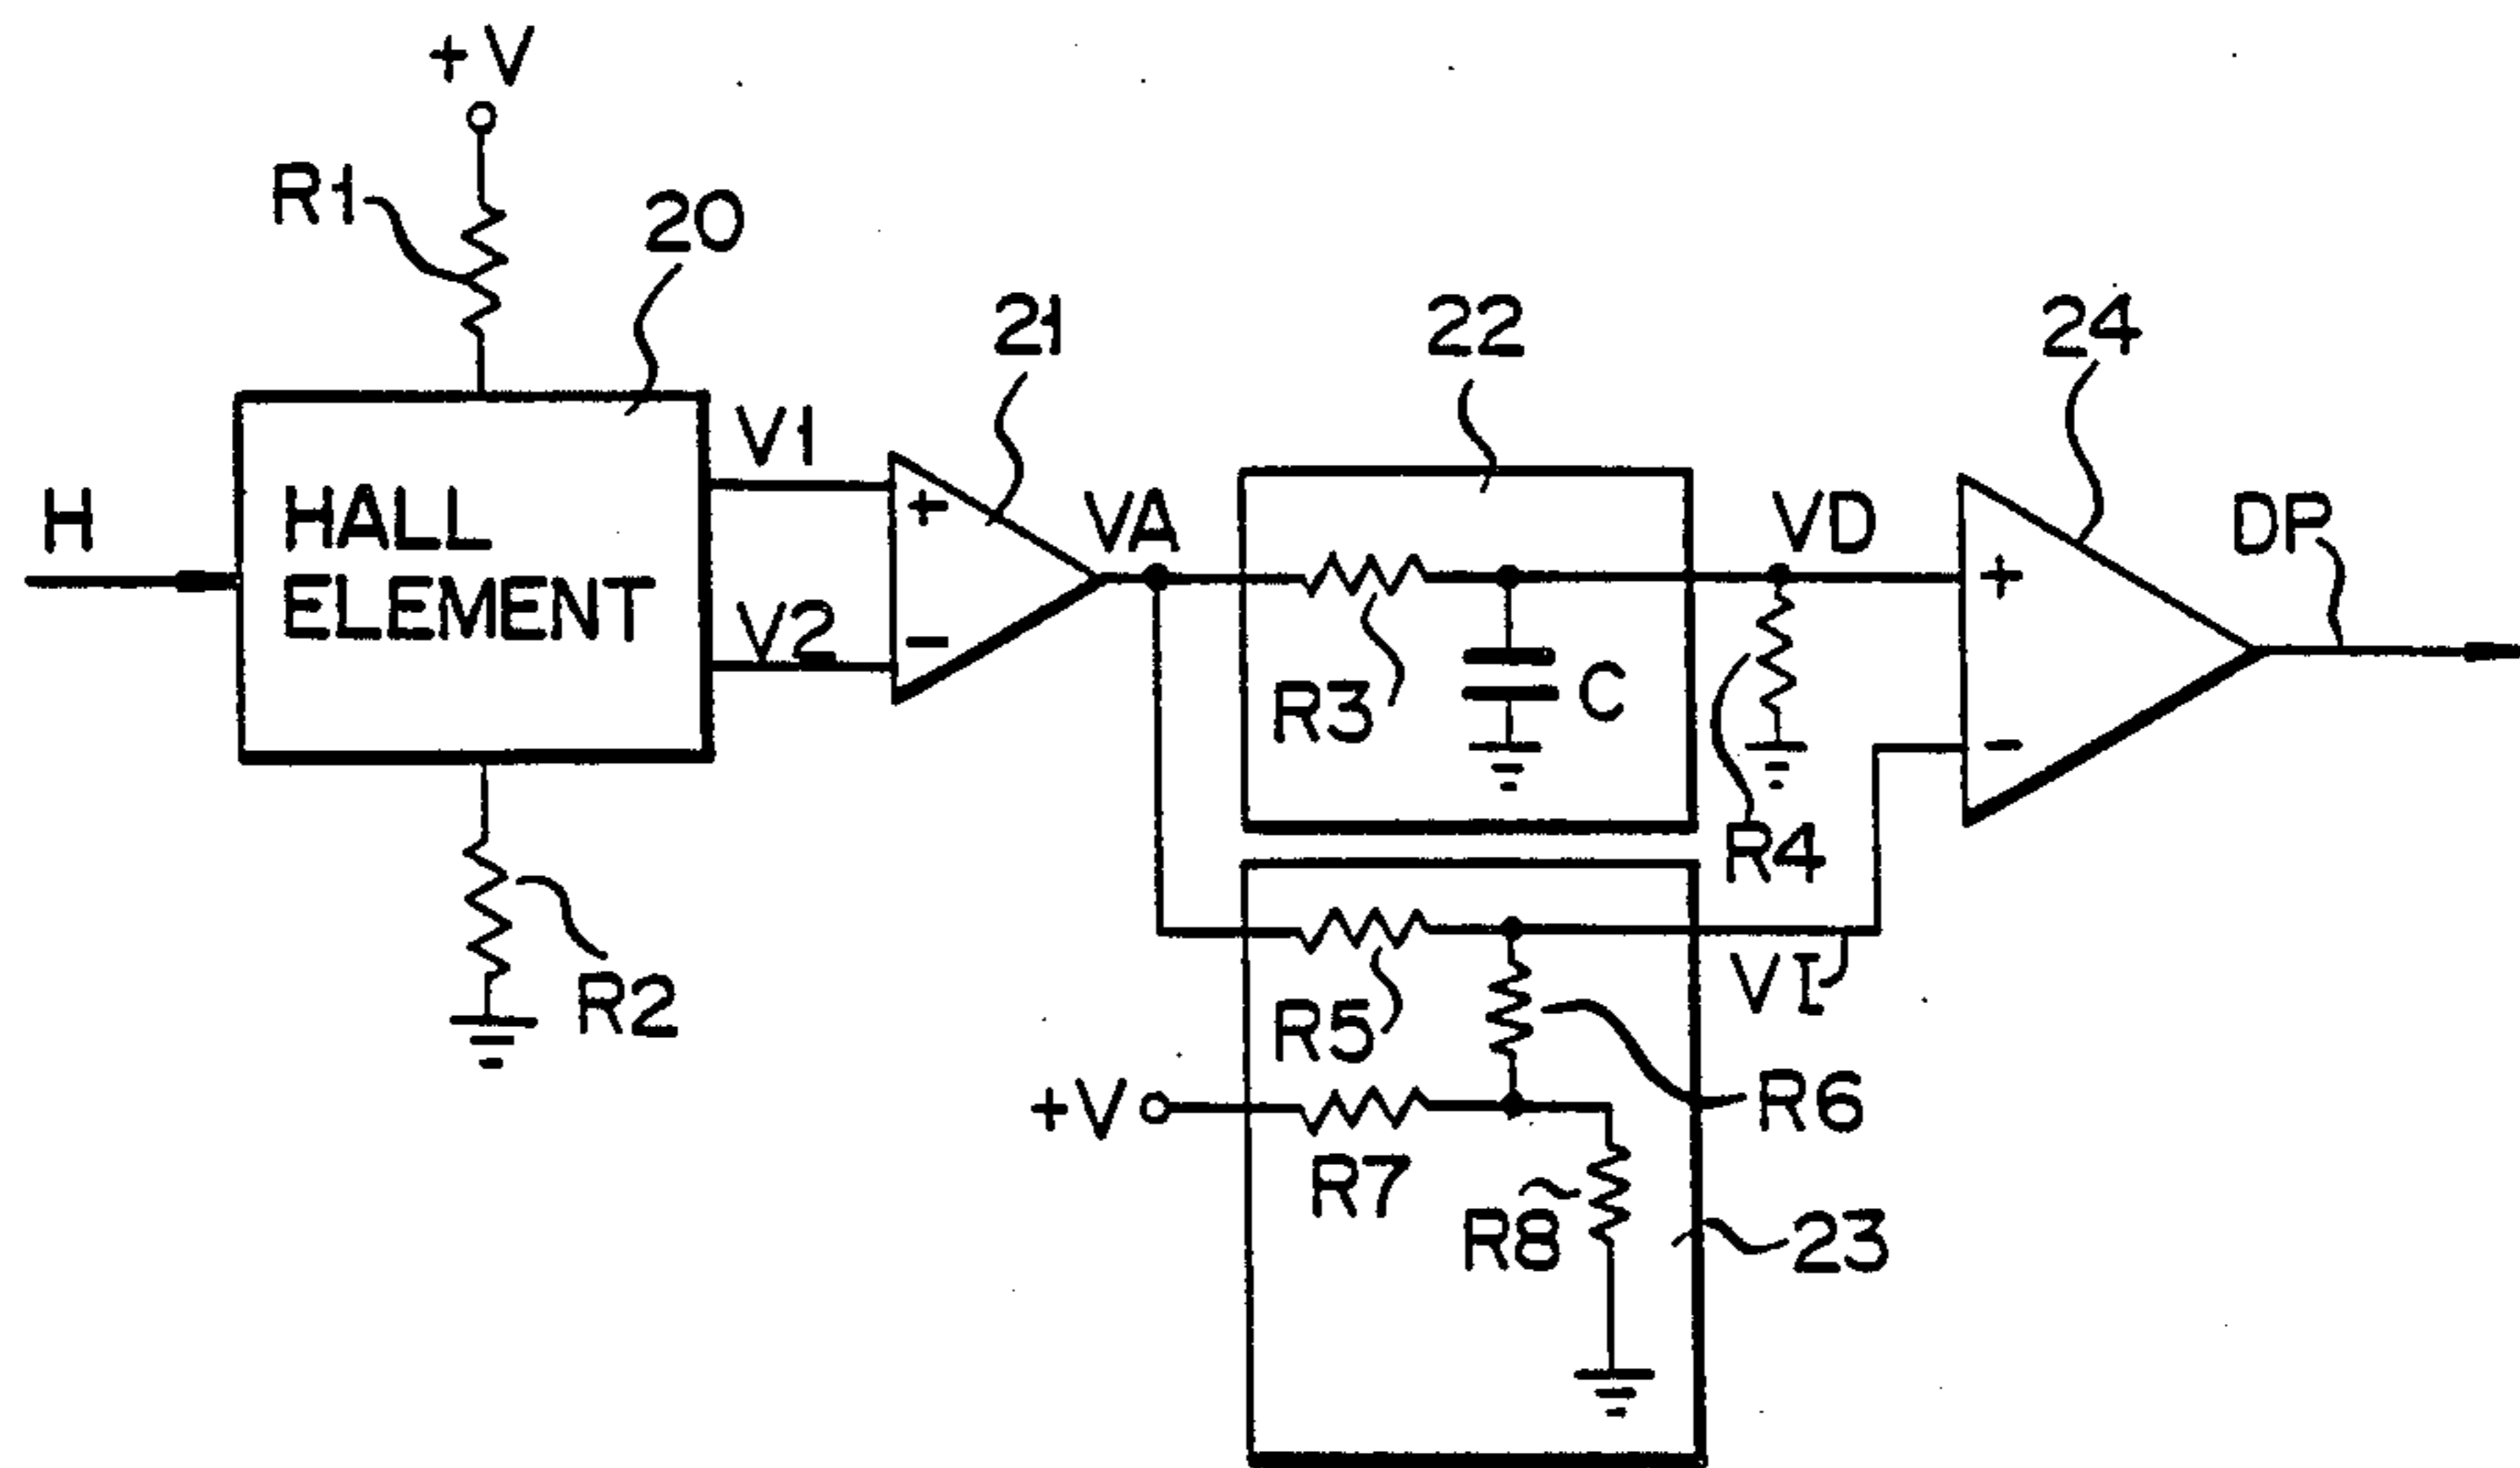 +V
R1
20
21
22
24
V1
H
HALL
ELEMENT
+
VA
VD
+
DP
V2
-
R3
C
-
R4
R2
R5
VI
+V
R6
R7
R8
23